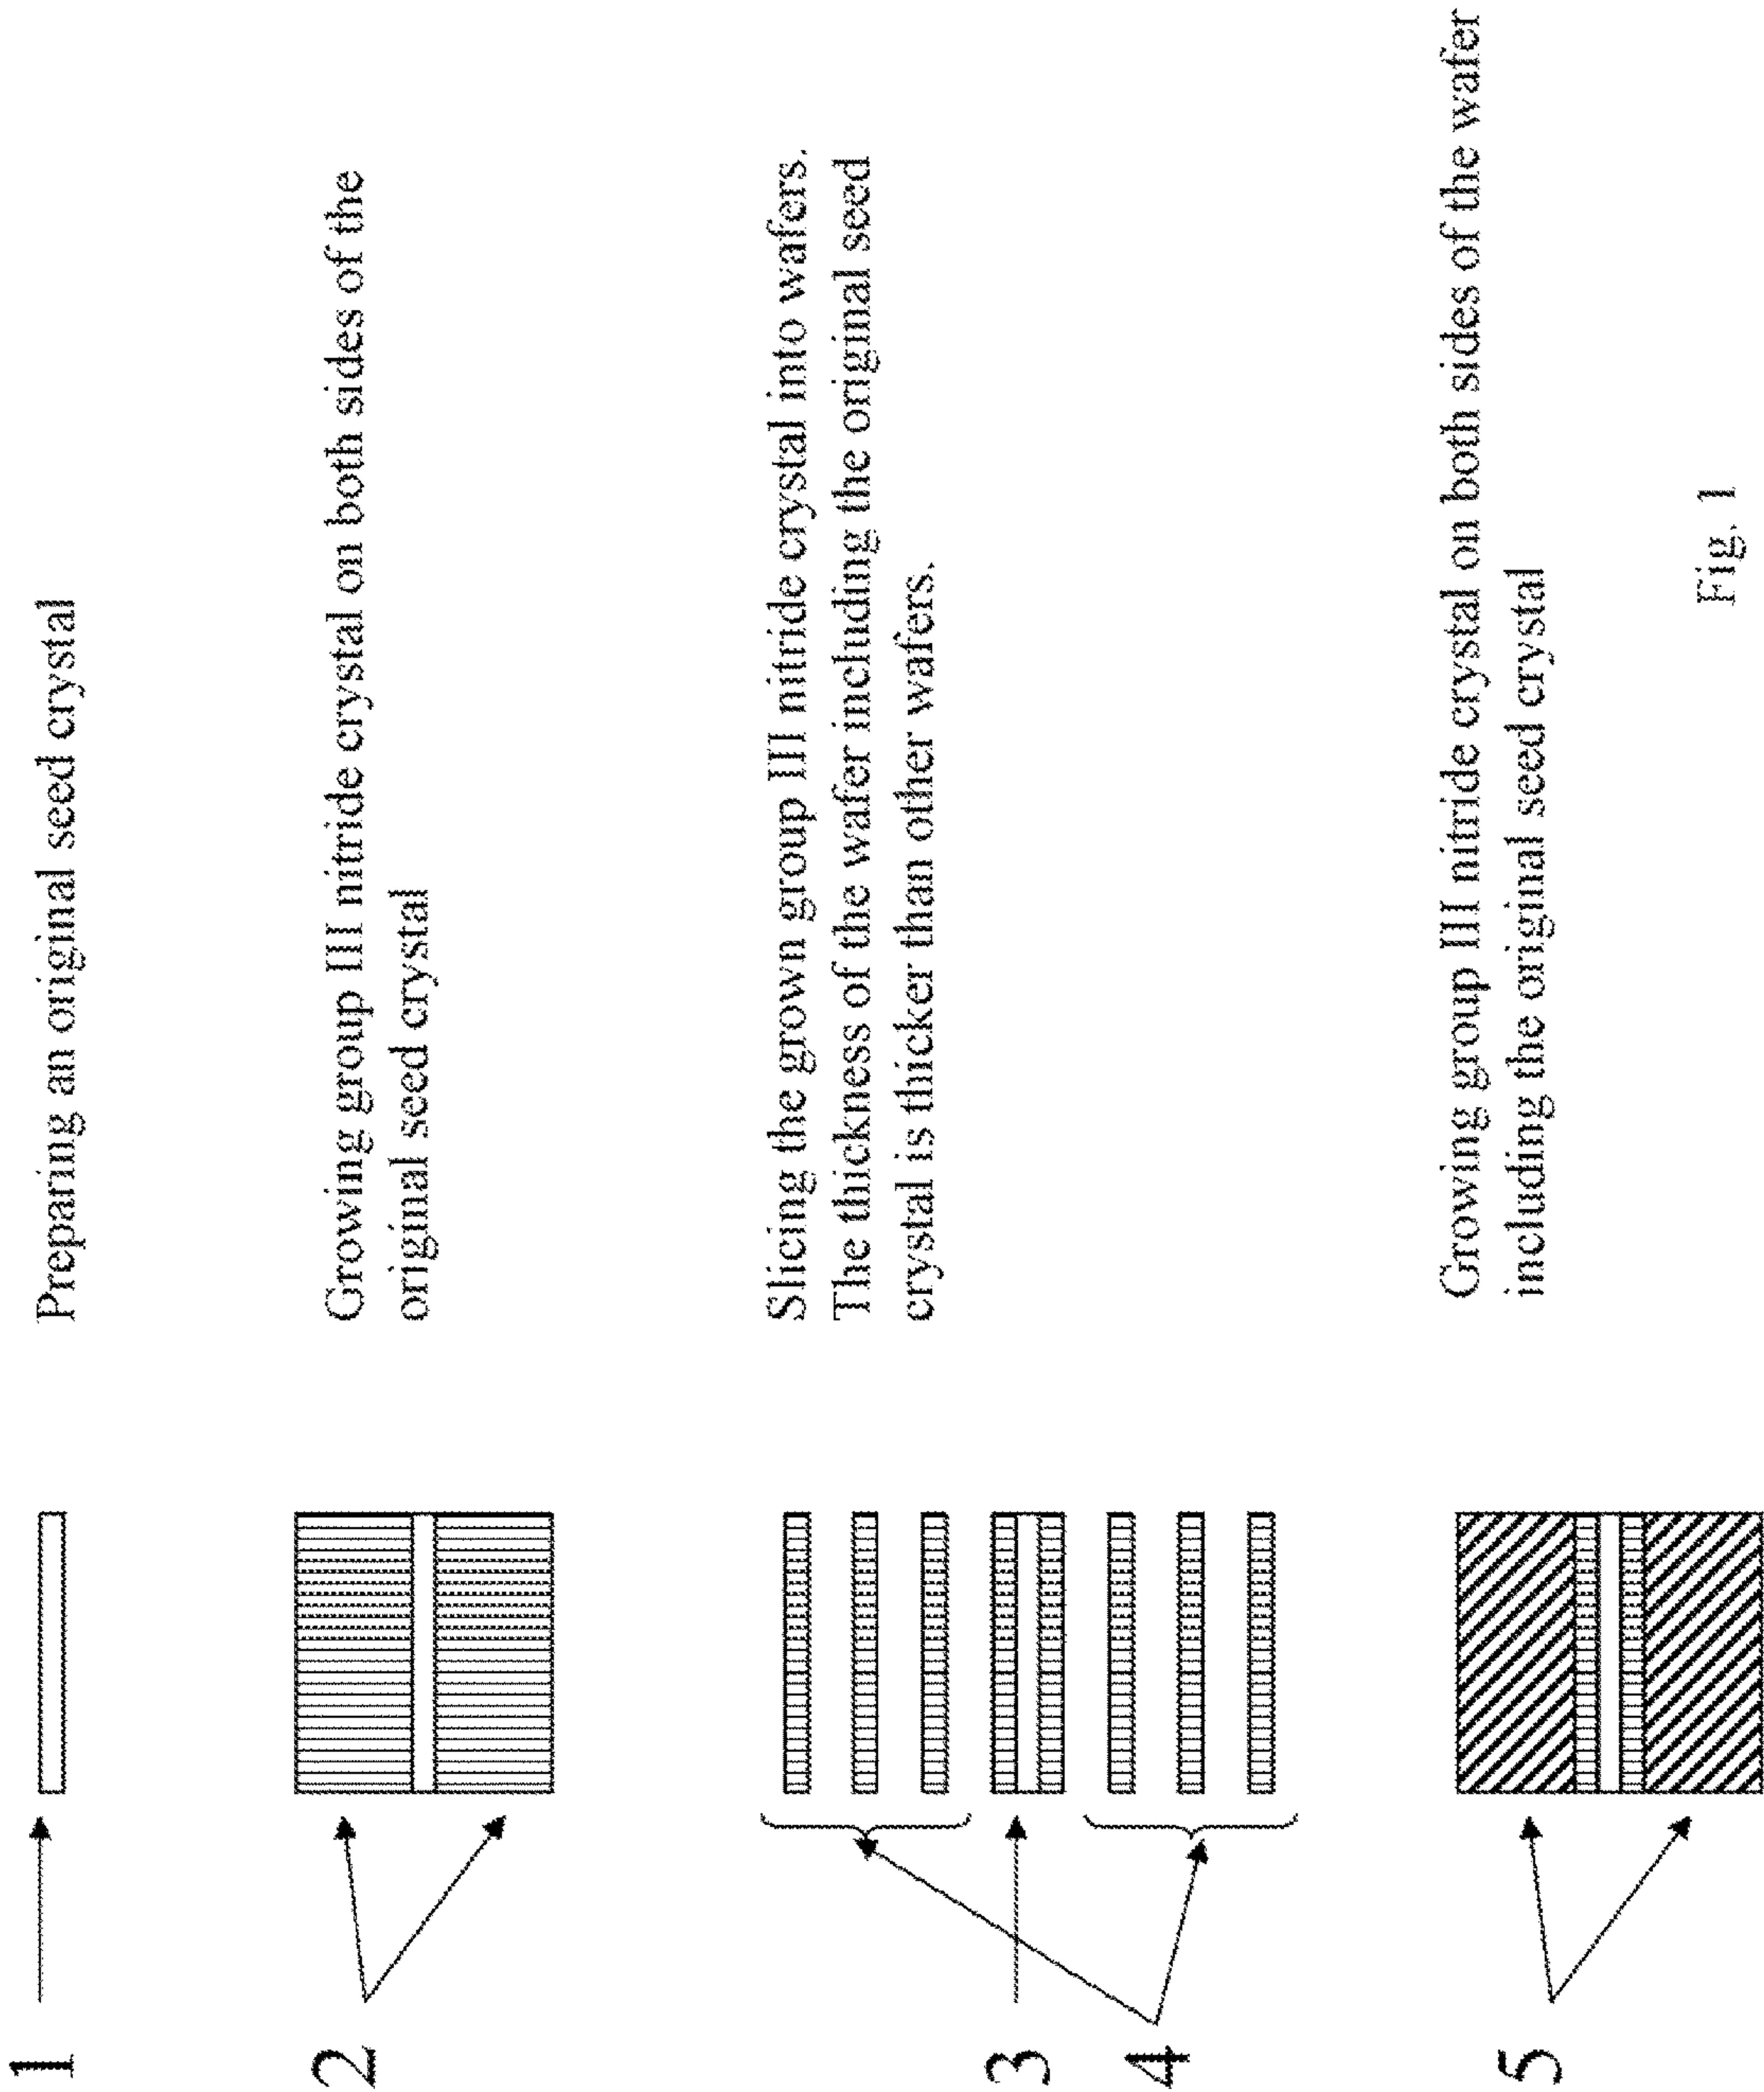 1
Preparing an original seed crystal
2
Growing group III nitride crystal on both sides of the
original seed crystal
Slicing the grown group III nitride crystal into wafers.
The thickness of the wafer including the original seed
crystal is thicker than other wafers.
3
4
5
Growing group III nitride crystal on both sides of the wafer
including the original seed crystal
Fig. 1